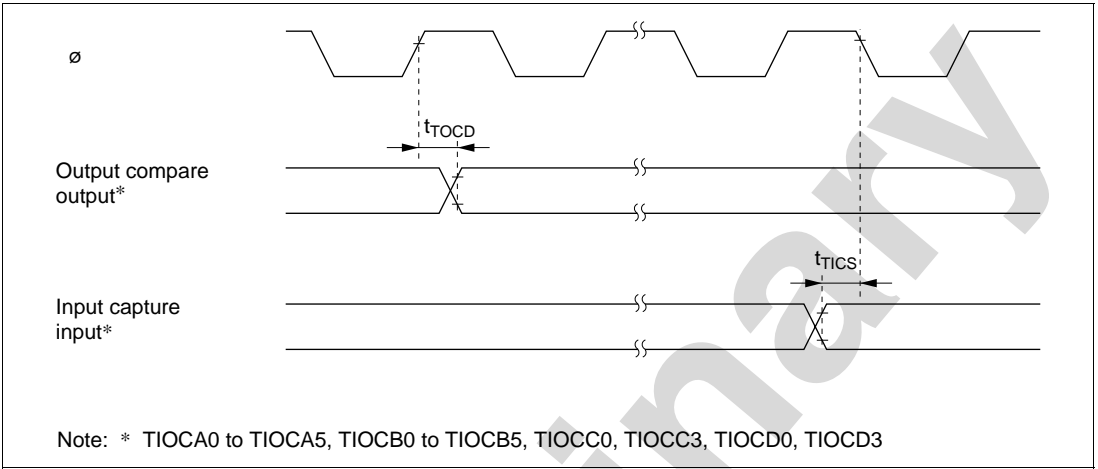 ø
tTOCD
Output compare
output*
tTICS
Input capture
input*
Note: * TIOCA0 to TIOCA5, TIOCB0 to TIOCB5, TIOCC0, TIOCC3, TIOCD0, TIOCD3
inary